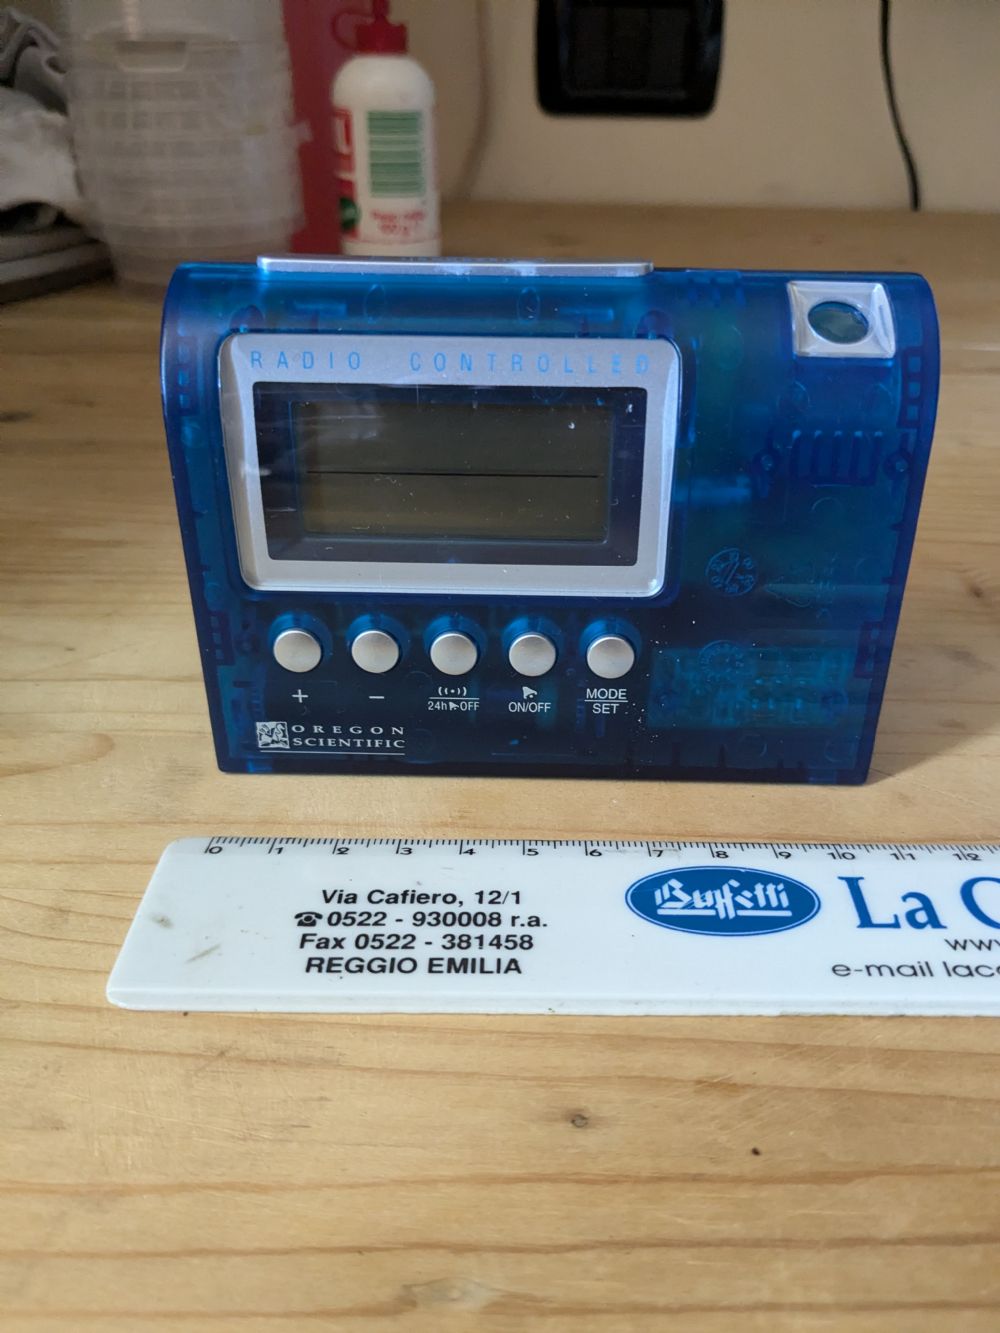 RADIO CONTROLLED
+
−
((•))
24h OFF
ON/OFF
MODE
SET
OREGON
SCIENTIFIC
0 1 2 3 4 5 6 7 8 9 10 11 12
Via Cafiero, 12/1
☎ 0522 - 930008 r.a.
Fax 0522 - 381458
REGGIO EMILIA
Buffetti
La C
www
e-mail lac